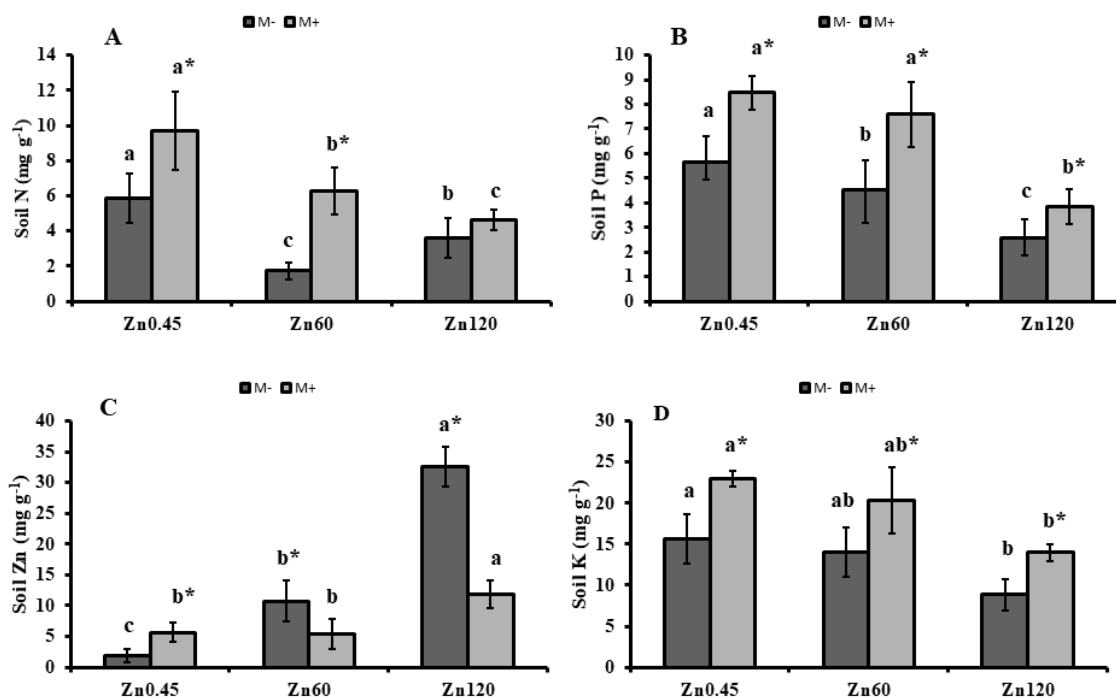 M- M+
A
14
12
10
8
6
4
2
0
Soil N (mg g-1)
a a*
c b*
b c
Zn0.45 Zn60 Zn120
M- M+
B
10
9
8
7
6
5
4
3
2
1
0
Soil P (mg g-1)
a a*
b a*
c b*
Zn0.45 Zn60 Zn120
M- M+
C
40
35
30
25
20
15
10
5
0
Soil Zn (mg g-1)
c b*
b* b
a* a
Zn0.45 Zn60 Zn120
M- M+
D
30
25
20
15
10
5
0
Soil K (mg g-1)
a a*
ab ab*
b b*
Zn0.45 Zn60 Zn120